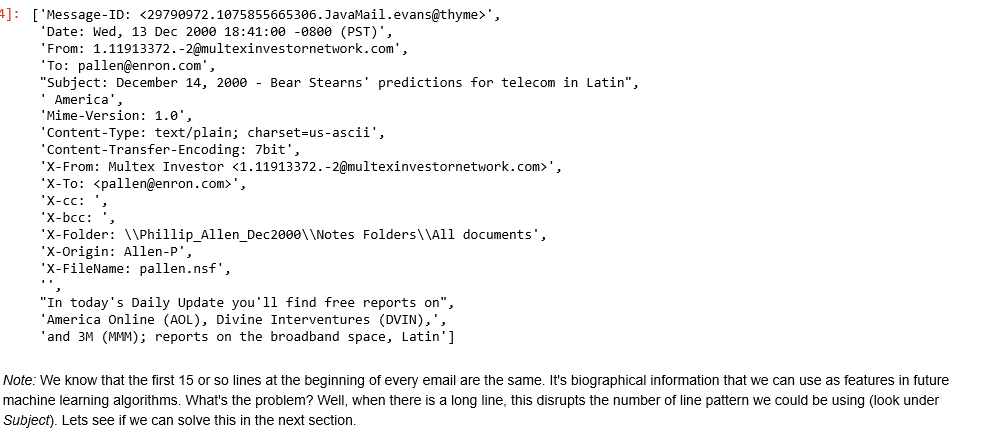 4]: ['Message-ID: <29790972.1075855665306.JavaMail.evans@thyme>',
'Date: Wed, 13 Dec 2000 18:41:00 -0800 (PST)',
'From: 1.11913372.-2@multexinvestornetwork.com',
'To: pallen@enron.com',
"Subject: December 14, 2000 - Bear Stearns' predictions for telecom in Latin",
' America',
'Mime-Version: 1.0',
'Content-Type: text/plain; charset=us-ascii',
'Content-Transfer-Encoding: 7bit',
'X-From: Multex Investor <1.11913372.-2@multexinvestornetwork.com>',
'X-To: <pallen@enron.com>',
'X-cc: ',
'X-bcc: ',
'X-Folder: \\Phillip_Allen_Dec2000\\Notes Folders\\All documents',
'X-Origin: Allen-P',
'X-FileName: pallen.nsf',
'',
"In today's Daily Update you'll find free reports on",
'America Online (AOL), Divine Interventures (DVIN),',
'and 3M (MMM); reports on the broadband space, Latin']
Note: We know that the first 15 or so lines at the beginning of every email are the same. It's biographical information that we can use as features in future
machine learning algorithms. What's the problem? Well, when there is a long line, this disrupts the number of line pattern we could be using (look under
Subject). Lets see if we can solve this in the next section.